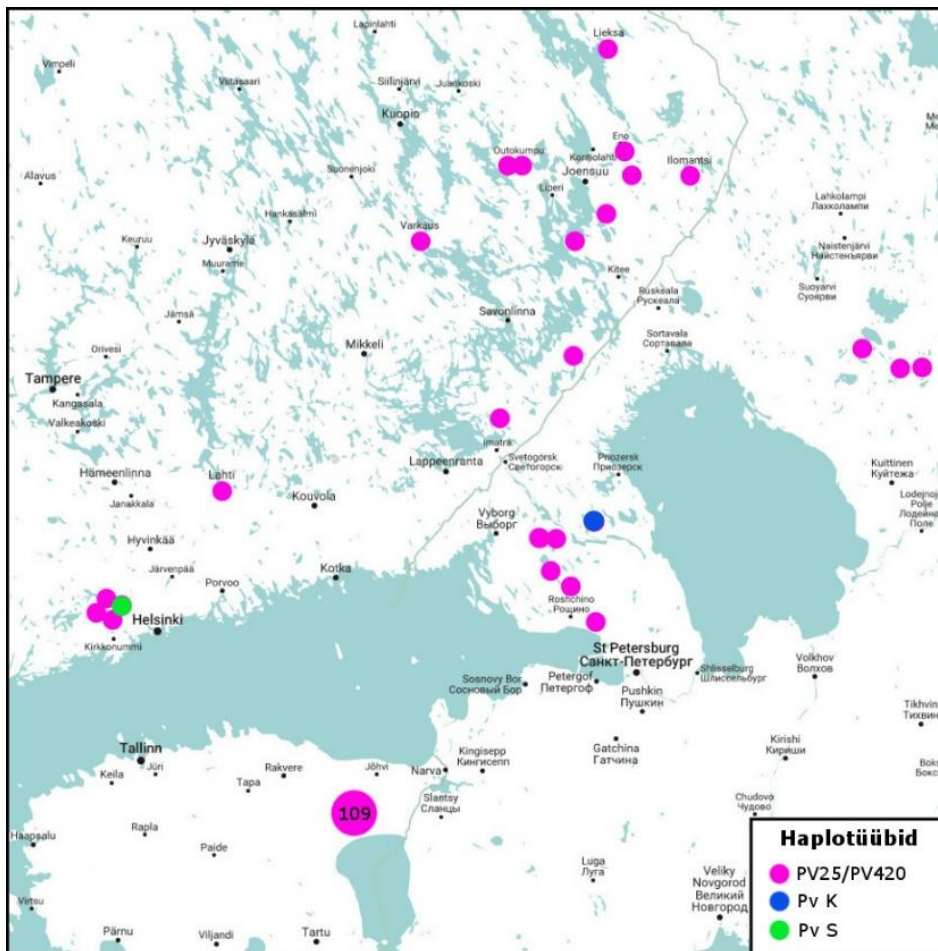 Lapinlahti
Lieksa
Vimpeli
Viitasaari
Siilinjärvi
Juankoski
Kuopio
Eno
Outokumpu
Kontiolahti
Ilomantsi
Suonenjoki
Joensuu
Alavus
Liperi
Lahkolampi
Лахколампи
Hankasalmi
Varkaus
Keuruu
Jyväskylä
Naistenjärvi
Найстенъярви
Muurame
Kitee
Suoyarvi
Суоярви
Ruskeala
Рускеала
Jämsä
Savonlinna
Sortavala
Сортавала
Mikkeli
Orivesi
Tampere
Kangasala
Valkeakoski
Imatra
Svetogorsk
Светогорск
Priozersk
Приозерск
Lappeenranta
Kuittinen
Куйтежа
Hämeenlinna
Lahti
Janakkala
Kouvola
Lodejnoje
Polje
Лодейно
Поле
Vyborg
Выборг
Hyvinkää
Järvenpää
Porvoo
Kotka
Roshchino
Рощино
Helsinki
Kirkkonummi
St Petersburg
Санкт-Петербург
Volkhov
Волхов
Shlisselburg
Шлиссельбург
Sosnovy Bor
Сосновый Бор
Petergof
Петергоф
Pushkin
Пушкин
Tikhvin
Тихвин
Tallinn
Kirishi
Кириши
Gatchina
Гатчина
Keila
Jüri
Rakvere
Jõhvi
Narva
Kingisepp
Кингисепп
Tapa
Slantsy
Сланцы
Chudovo
Чудово
109
Haapsalu
Rapla
Paide
Luga
Луга
Veliky
Novgorod
Великий
Новгород
Virtsu
Pärnu
Viljandi
Tartu
Haplotüübid
PV25/PV420
Pv K
Pv S